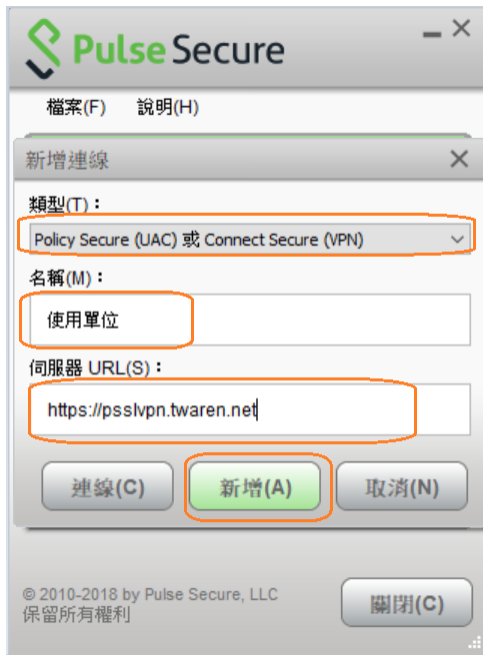 Pulse Secure
檔案(F) 說明(H)
新增連線
類型(T)：
Policy Secure (UAC) 或 Connect Secure (VPN)
名稱(M)：
使用單位
伺服器 URL(S)：
https://psslvpn.twaren.net
連線(C) 新增(A) 取消(N)
© 2010-2018 by Pulse Secure, LLC
保留所有權利
關閉(C)